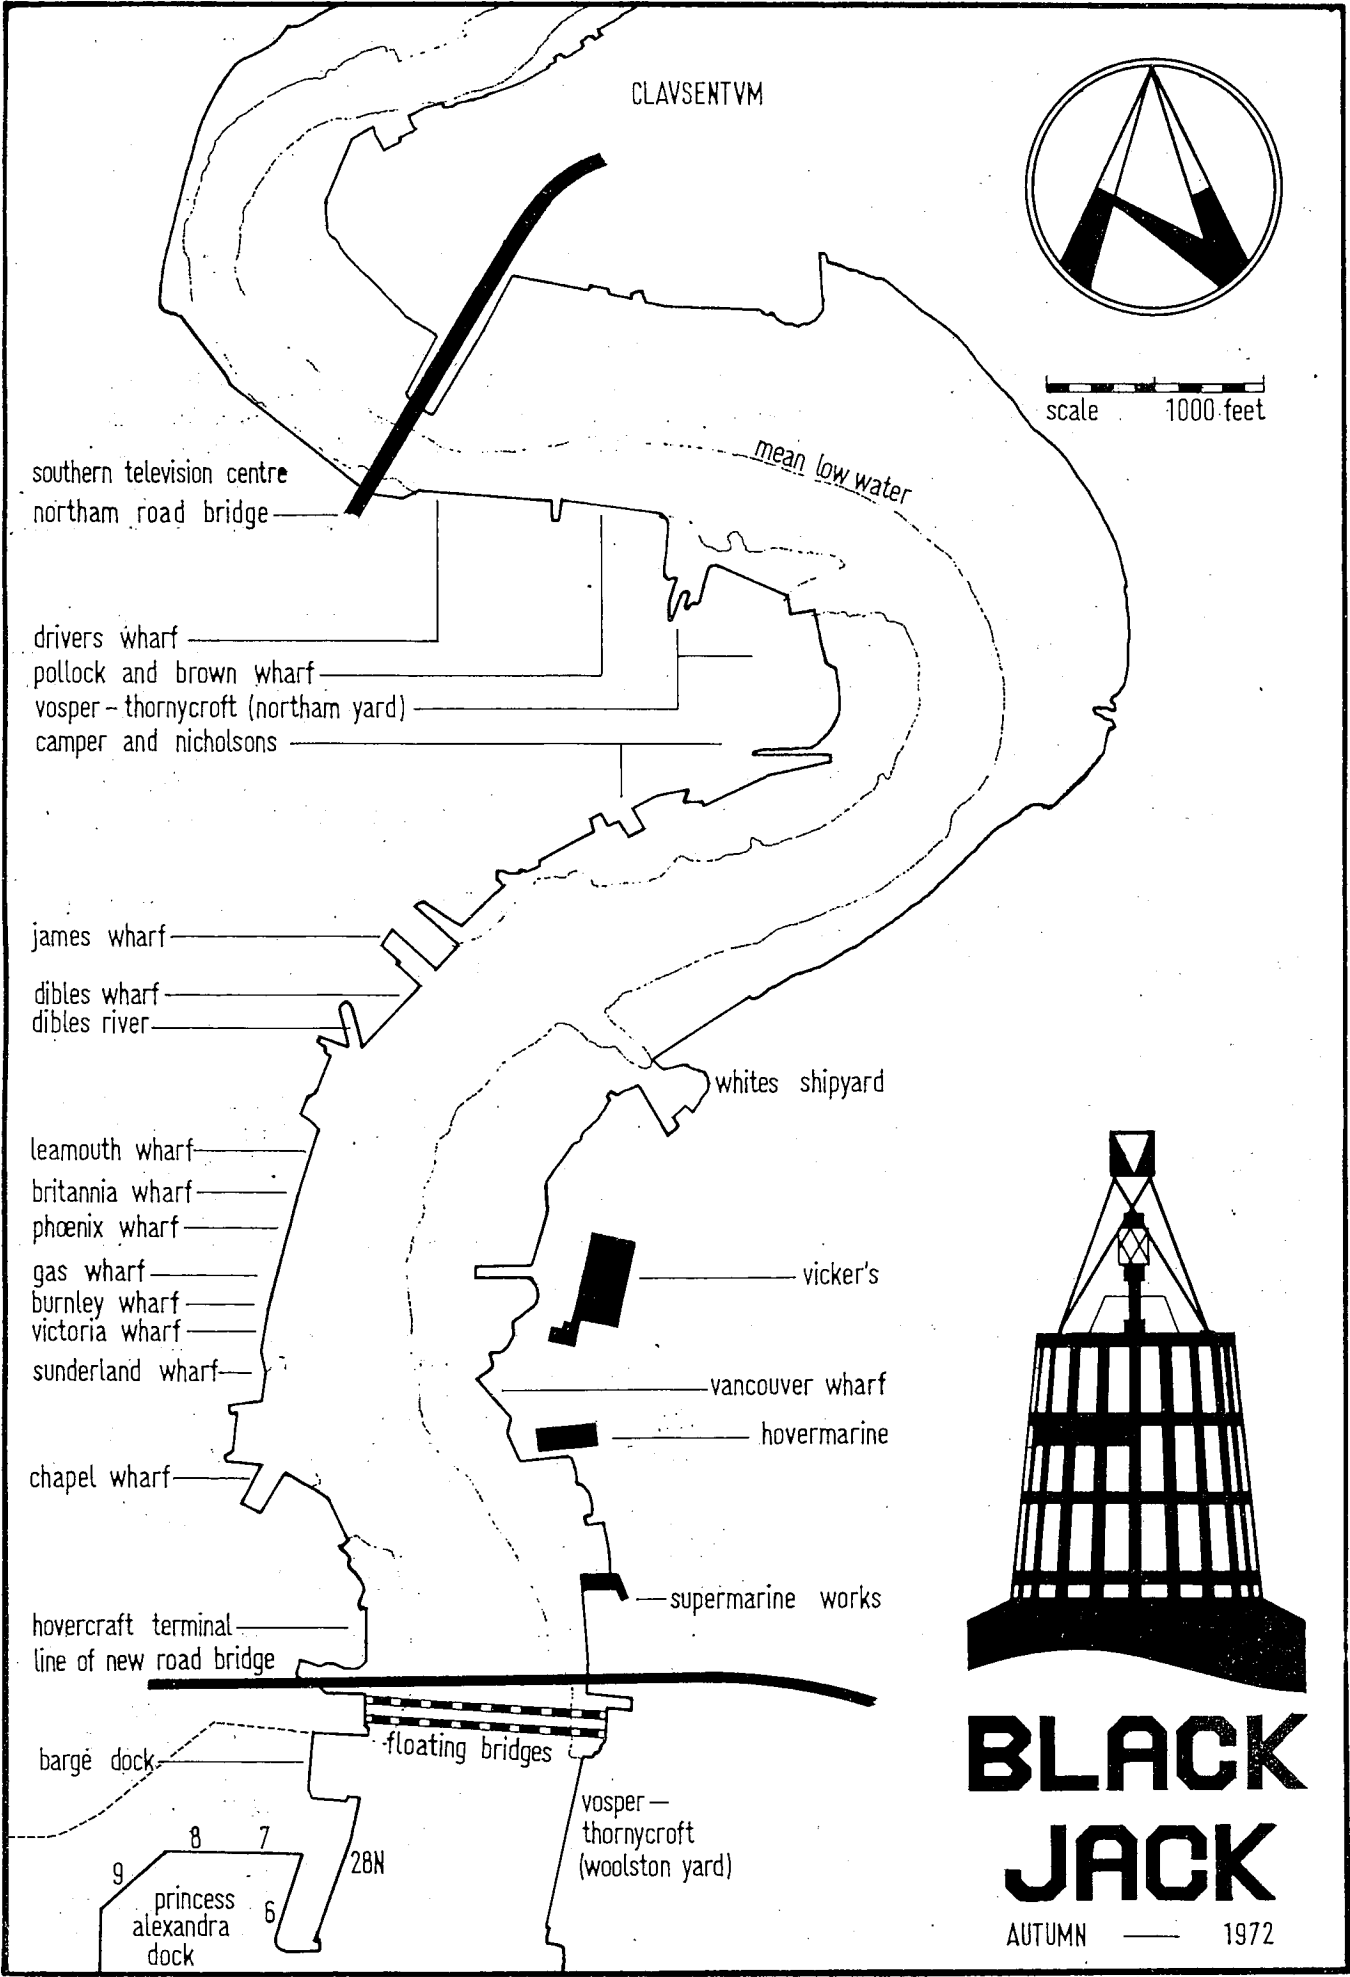 CLAVSENTVM
N
scale 1000 feet
mean low water
southern television centre
northam road bridge
drivers wharf
pollock and brown wharf
vosper - thornycroft (northam yard)
camper and nicholsons
james wharf
dibles wharf
dibles river
whites shipyard
leamouth wharf
britannia wharf
phœnix wharf
gas wharf
vicker's
burnley wharf
victoria wharf
sunderland wharf
vancouver wharf
hovermarine
chapel wharf
supermarine works
hovercraft terminal
line of new road bridge
floating bridges
barge dock
vosper —
thornycroft
(woolston yard)
8 7
28N
9
6
princess
alexandra
dock
BLACK
JACK
AUTUMN — 1972